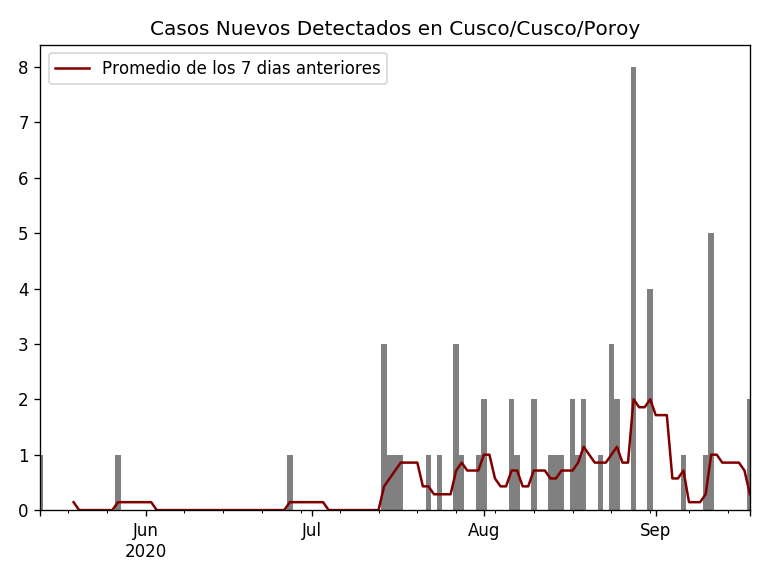 Casos Nuevos Detectados en Cusco/Cusco/Poroy
Promedio de los 7 dias anteriores
8
7
6
5
4
3
2
1
0
Jun
2020
Jul
Aug
Sep